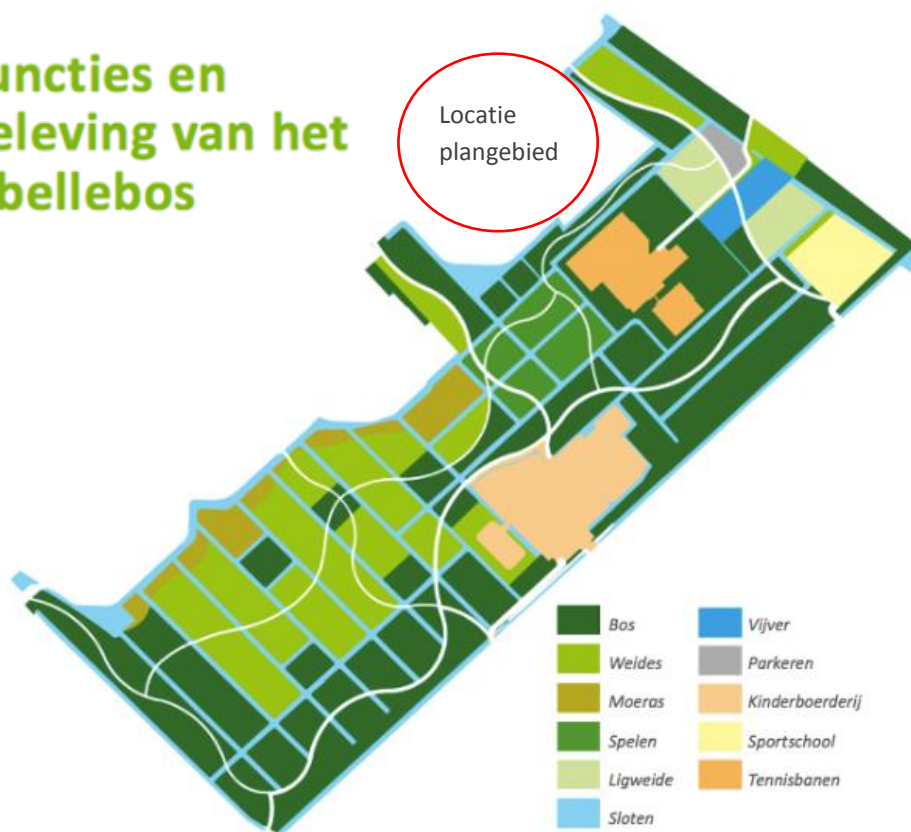 uncties en
eleving van het
bellebos
Locatie
plangebied
Bos
Weides
Moeras
Spelen
Ligweide
Sloten
Vijver
Parkeren
Kinderboerderij
Sportschool
Tennisbanen